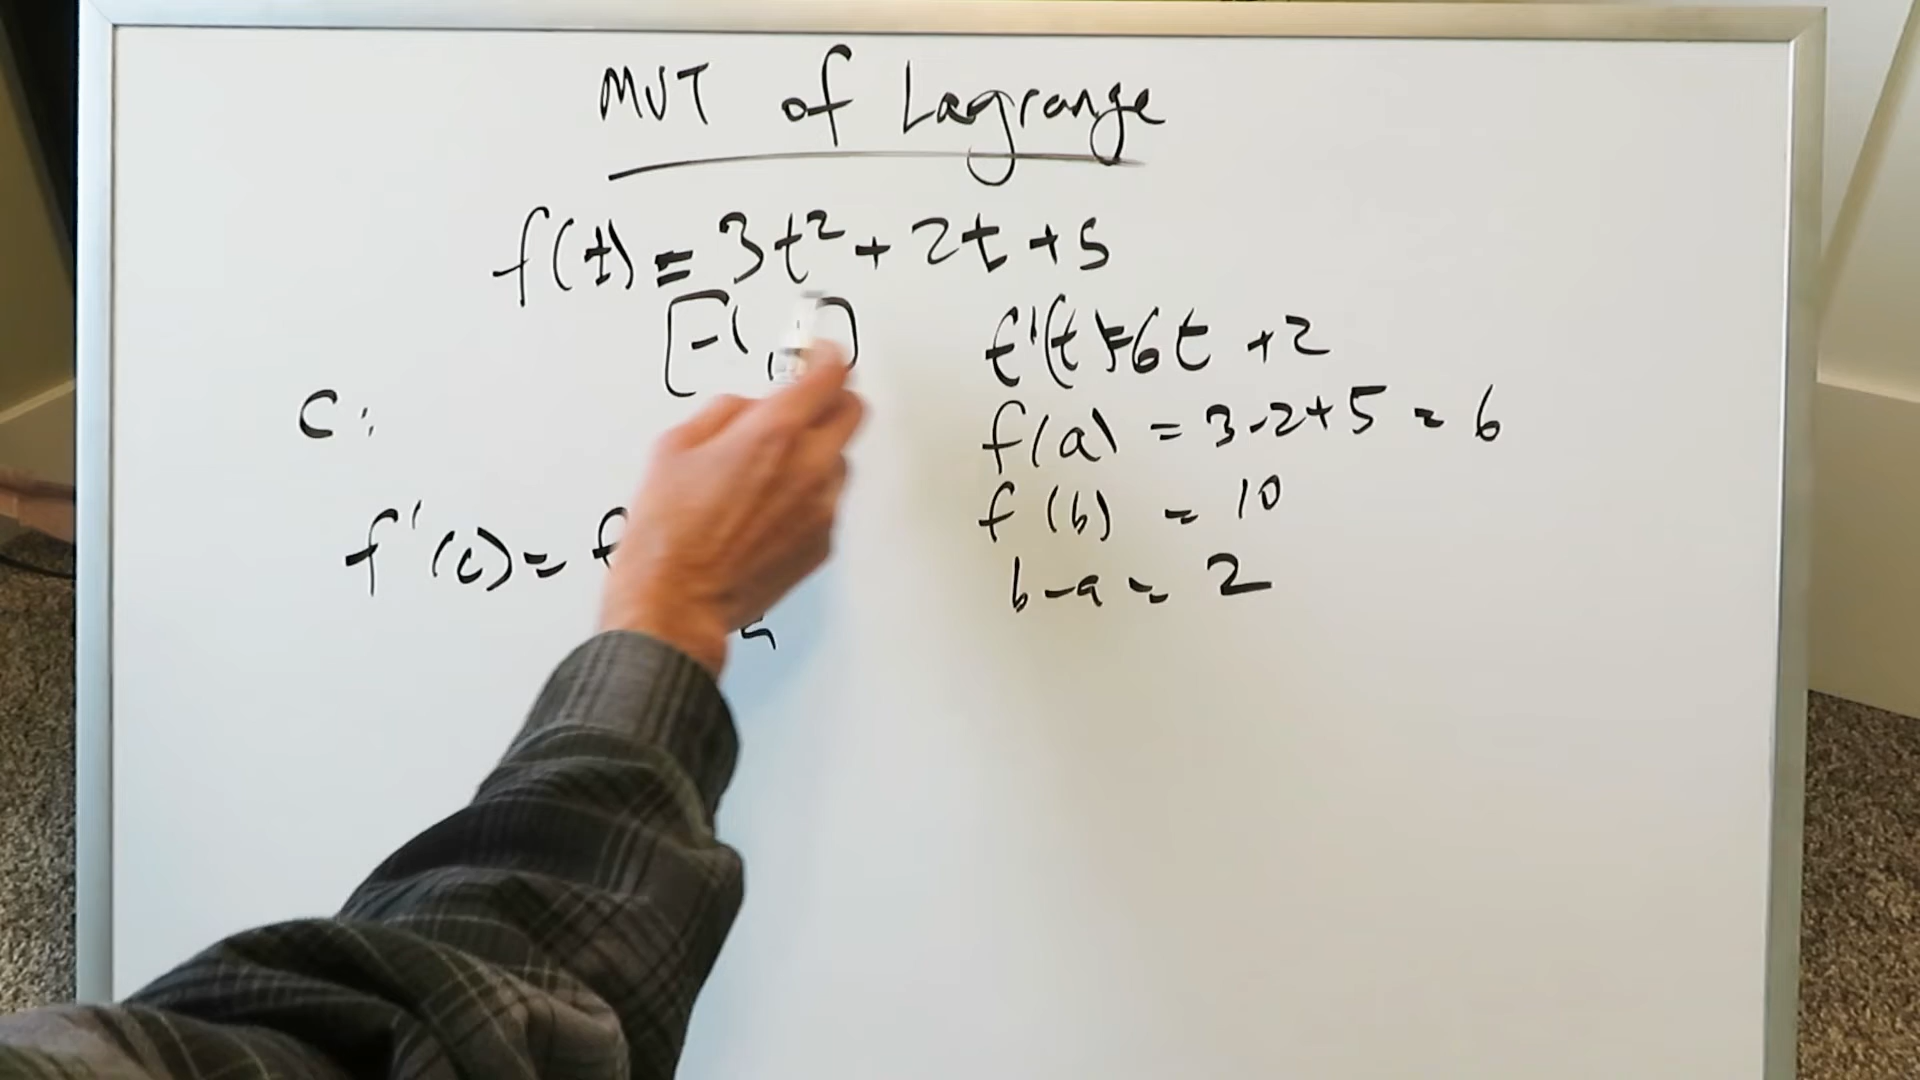 MVT of Lagrange
f(t) = 3t² + 2t + 5
[-1,
f'(t) = 6t + 2
C:
f(a) = 3-2+5 = 6
f(b) = 10
f'(c) =
b-a = 2